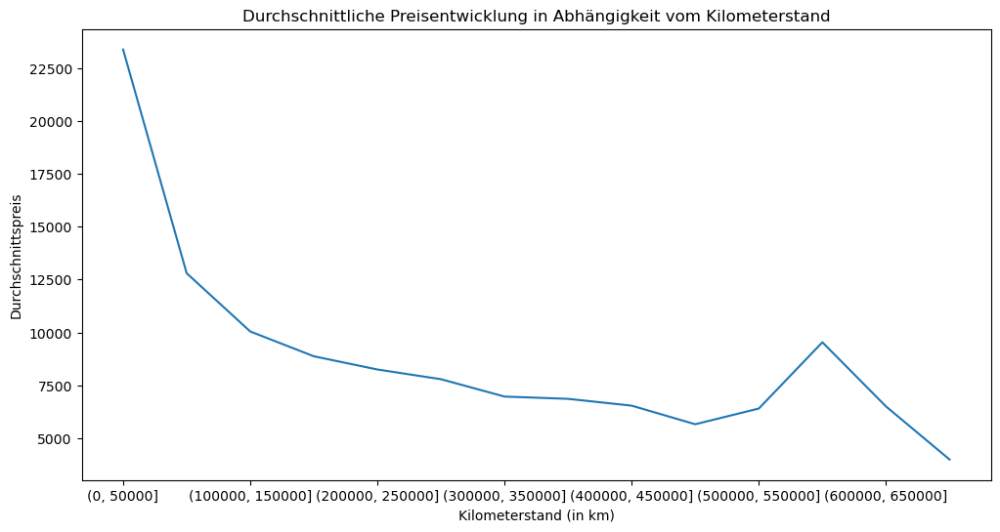 Durchschnittliche Preisentwicklung in Abhängigkeit vom Kilometerstand
22500
20000
17500
15000
12500
10000
7500
5000
Durchschnittspreis
(0, 50000] (100000, 150000] (200000, 250000] (300000, 350000] (400000, 450000] (500000, 550000] (600000, 650000]
Kilometerstand (in km)